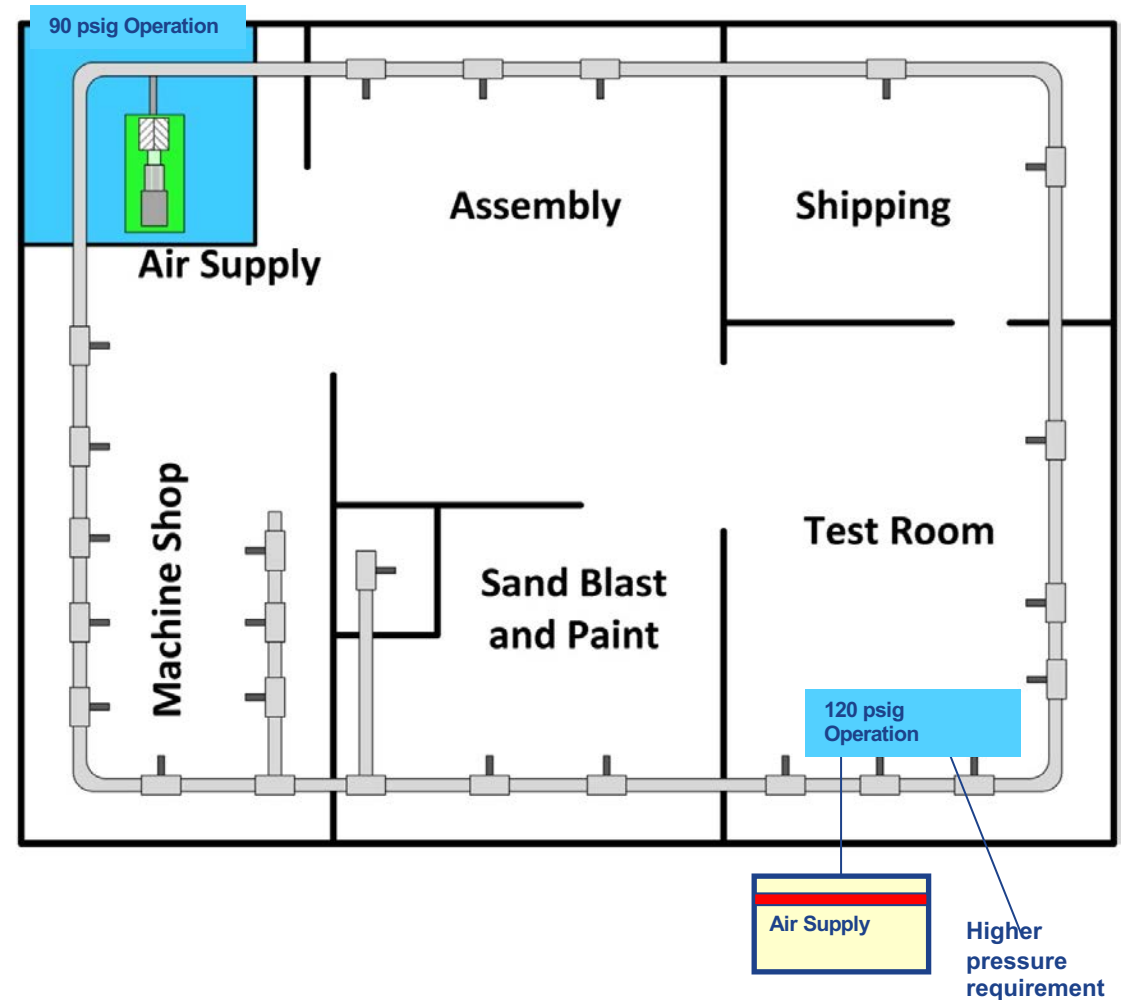 90 psig Operation
Assembly
Shipping
Air Supply
Machine Shop
Test Room
Sand Blast
and Paint
120 psig
Operation
Air Supply
Higher
pressure
requirement